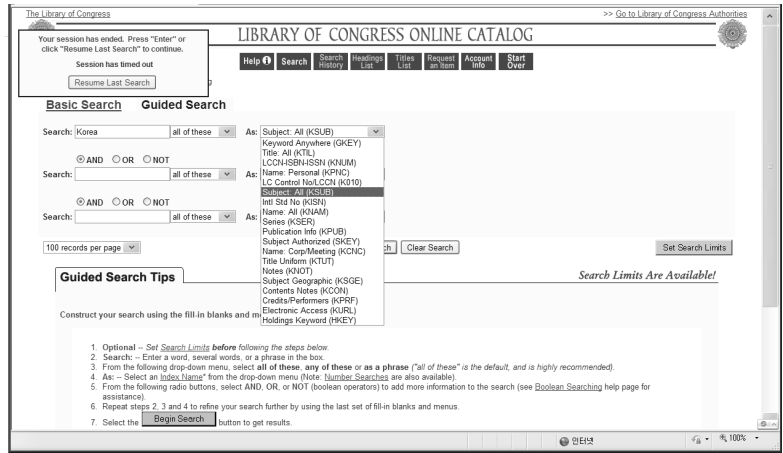 The Library of Congress
>> Go to Library of Congress Authorities
Your session has ended. Press "Enter" or
click "Resume Last Search" to continue.
Session has timed out
Resume Last Search
LIBRARY OF CONGRESS ONLINE CATALOG
Help Search Search History Headings List Titles List Request an Item Account Info Start Over
Basic Search Guided Search
Search: Korea all of these As: Subject: All (KSUB)
Keyword Anywhere (GKEY)
Title: All (KTIL)
LCCN-ISBN-ISSN (KNUM)
Name: Personal (KPNC)
LC Control No/LCCN (K010)
Subject: All (KSUB)
Intl Std No (KISN)
Name: All (KNAM)
Series (KSER)
Publication Info (KPUB)
Subject Authorized (SKEY)
Name: Corp/Meeting (KCNC)
Title Uniform (KTUT)
Notes (KNOT)
Subject Geographic (KSGE)
Contents Notes (KCON)
Credits/Performers (KPRF)
Electronic Access (KURL)
Holdings Keyword (HKEY)
AND OR NOT
Search: all of these As:
AND OR NOT
Search: all of these As:
100 records per page ch Clear Search Set Search Limits
Guided Search Tips Search Limits Are Available!
Construct your search using the fill-in blanks and m
1. Optional -- Set Search Limits before following the steps below.
2. Search: -- Enter a word, several words, or a phrase in the box.
3. From the following drop-down menu, select all of these, any of these or as a phrase ("all of these" is the default, and is highly recommended).
4. As: -- Select an Index Name* from the drop-down menu (Note: Number Searches are also available).
5. From the following radio buttons, select AND, OR, or NOT (boolean operators) to add more information to the search (see Boolean Searching help page for
assistance).
6. Repeat steps 2, 3 and 4 to refine your search further by using the last set of fill-in blanks and menus.
7. Select the Begin Search button to get results.
인터넷 100%